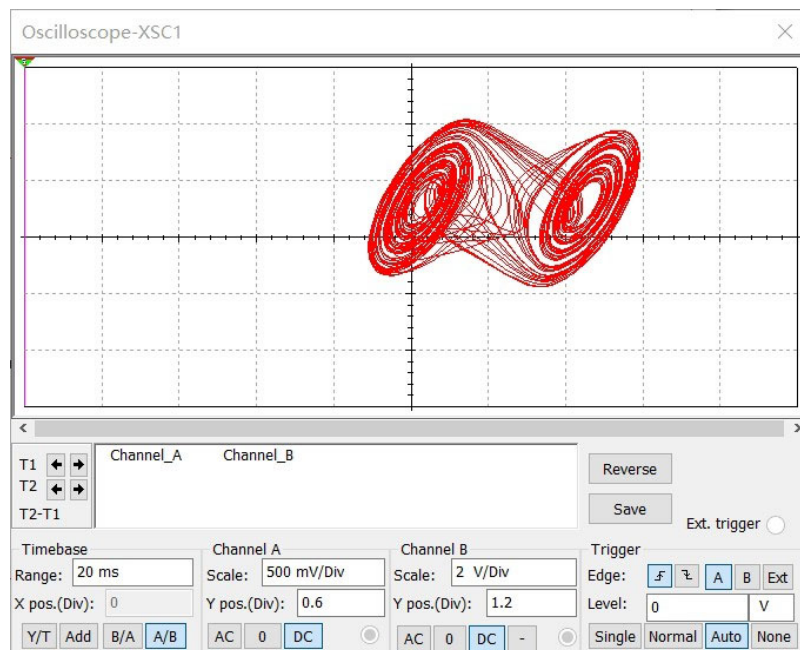 Oscilloscope-XSC1
Channel_A Channel_B
T1
T2
T2-T1
Reverse
Save
Ext. trigger
Timebase
Range: 20 ms
X pos.(Div): 0
Y/T Add B/A A/B
Channel A
Scale: 500 mV/Div
Y pos.(Div): 0.6
AC 0 DC
Channel B
Scale: 2 V/Div
Y pos.(Div): 1.2
AC 0 DC -
Trigger
Edge: A B Ext
Level: 0 V
Single Normal Auto None